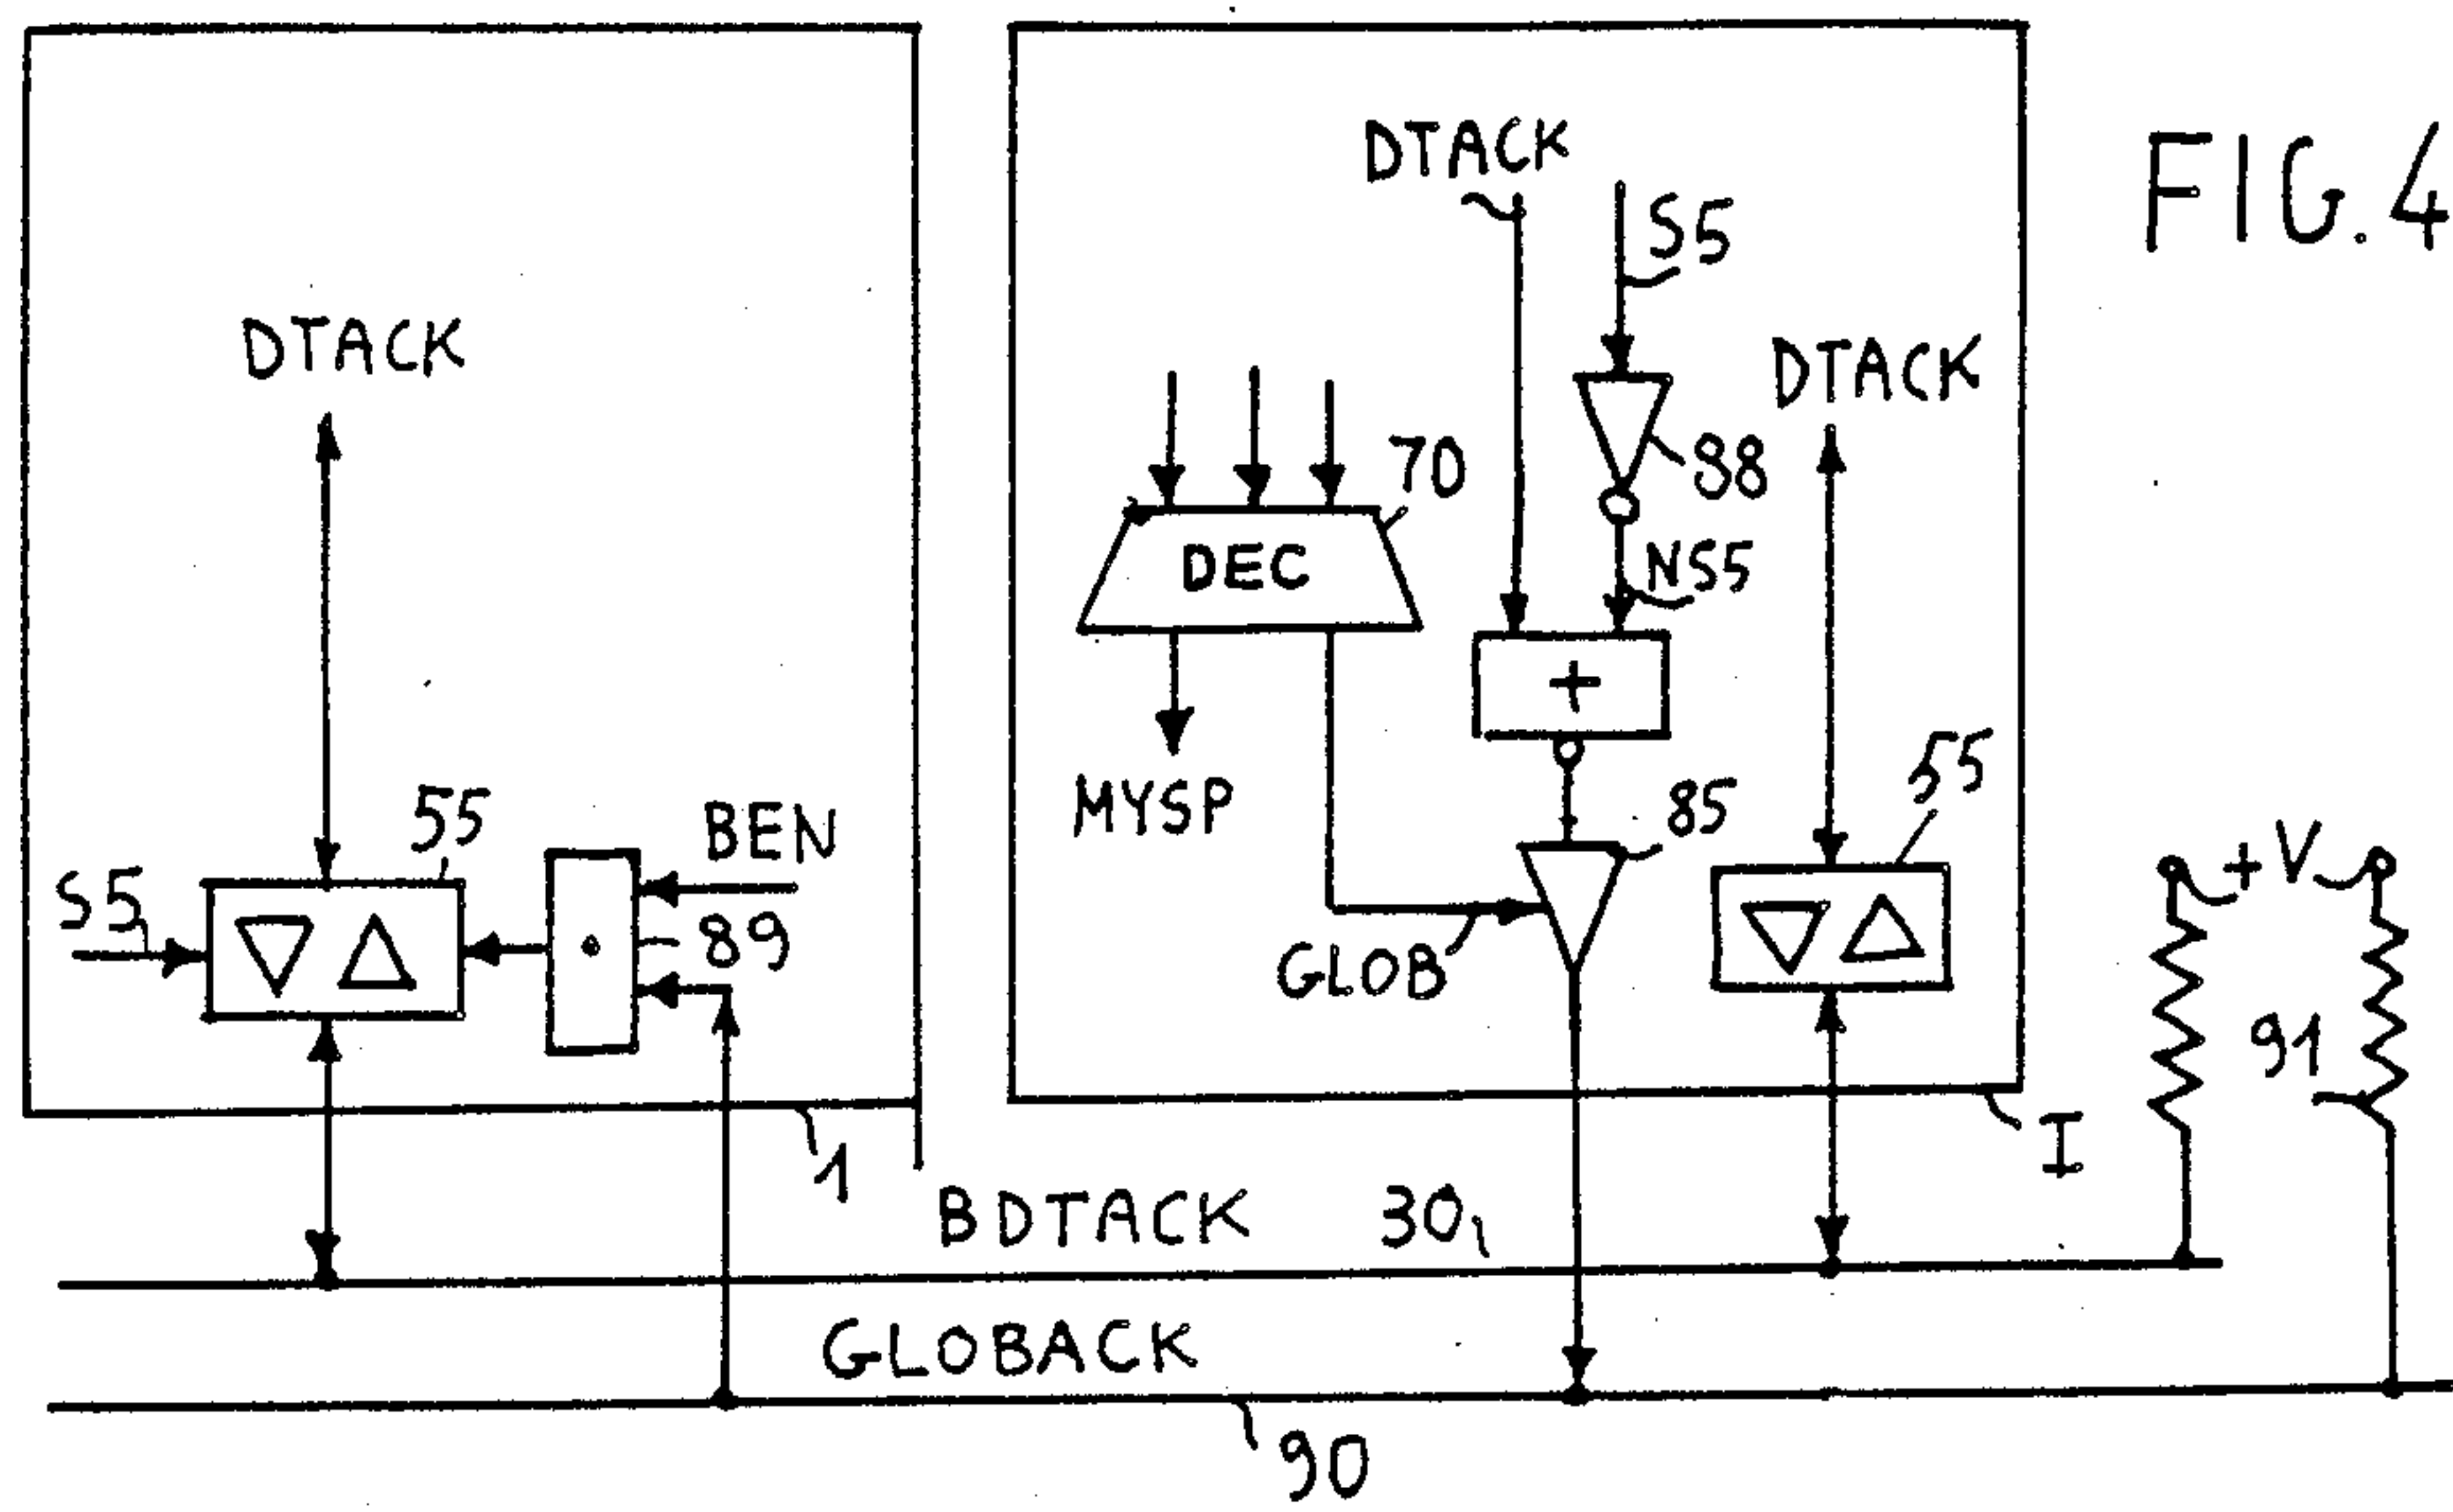 FIG.4
DTACK
S5
DTACK
DTACK
70
88
DEC
NS5
+
MYSP
55
85
55
BEN
S5
89
GLOB
+V
91
1
I
BDTACK
30
GLOBACK
90